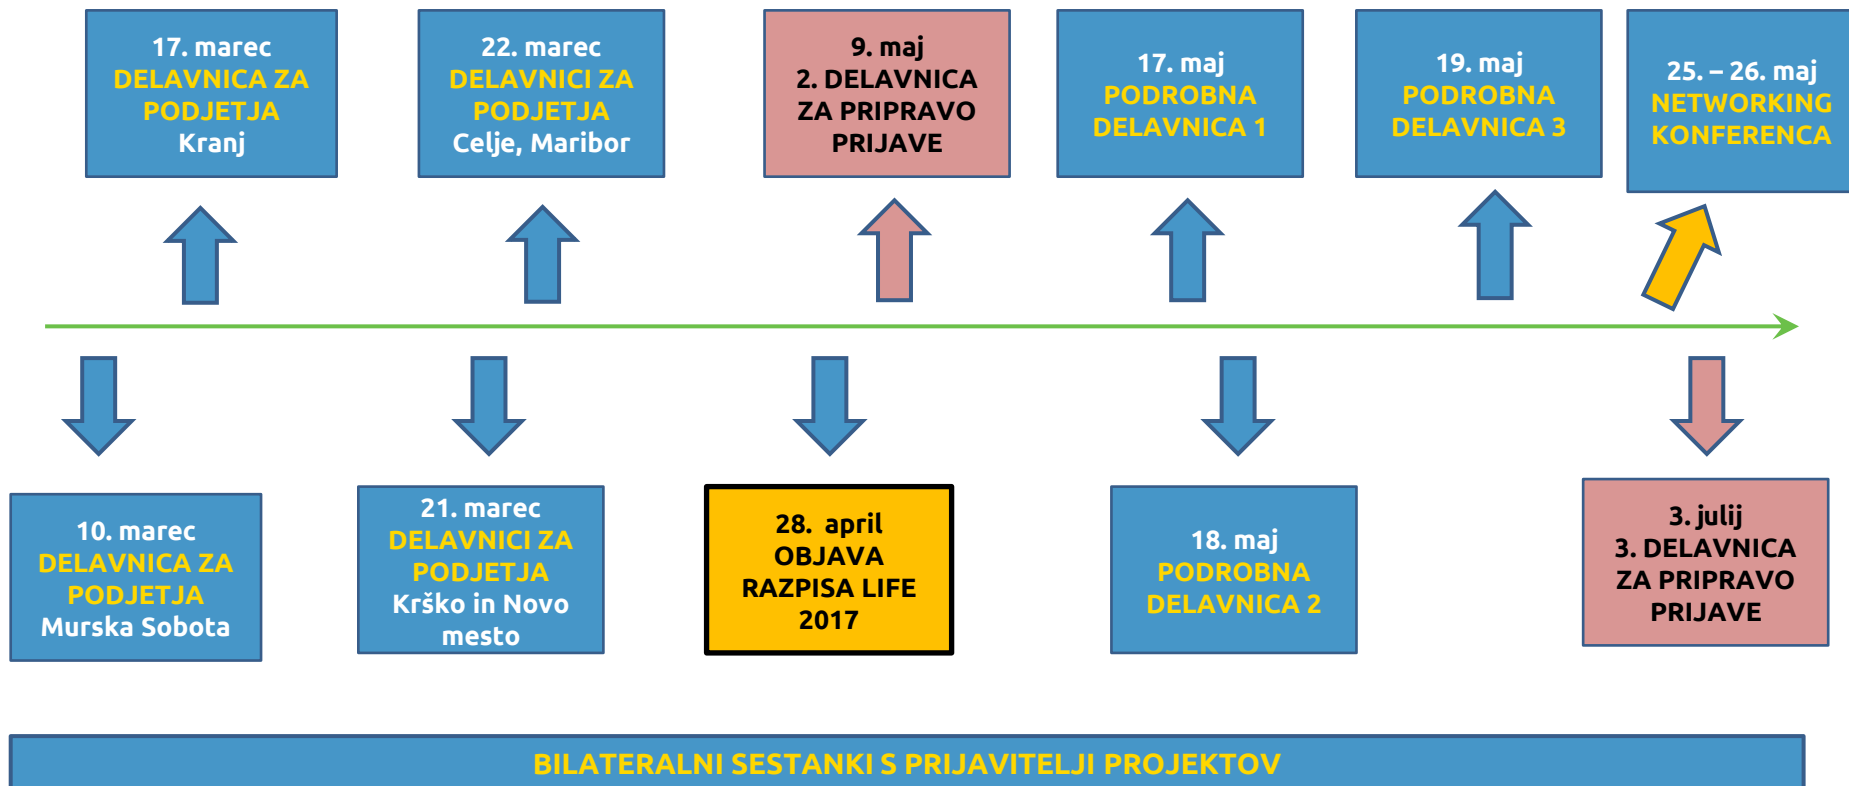 17. marec
DELAVNICA ZA
PODJETJA
Kranj
22. marec
DELAVNICI ZA
PODJETJA
Celje, Maribor
9. maj
2. DELAVNICA
ZA PRIPRAVO
PRIJAVE
17. maj
PODROBNA
DELAVNICA 1
19. maj
PODROBNA
DELAVNICA 3
25. – 26. maj
NETWORKING
KONFERENCA
10. marec
DELAVNICA ZA
PODJETJA
Murska Sobota
21. marec
DELAVNICI ZA
PODJETJA
Krško in Novo
mesto
28. april
OBJAVA
RAZPISA LIFE
2017
18. maj
PODROBNA
DELAVNICA 2
3. julij
3. DELAVNICA
ZA PRIPRAVO
PRIJAVE
BILATERALNI SESTANKI S PRIJAVITELJI PROJEKTOV